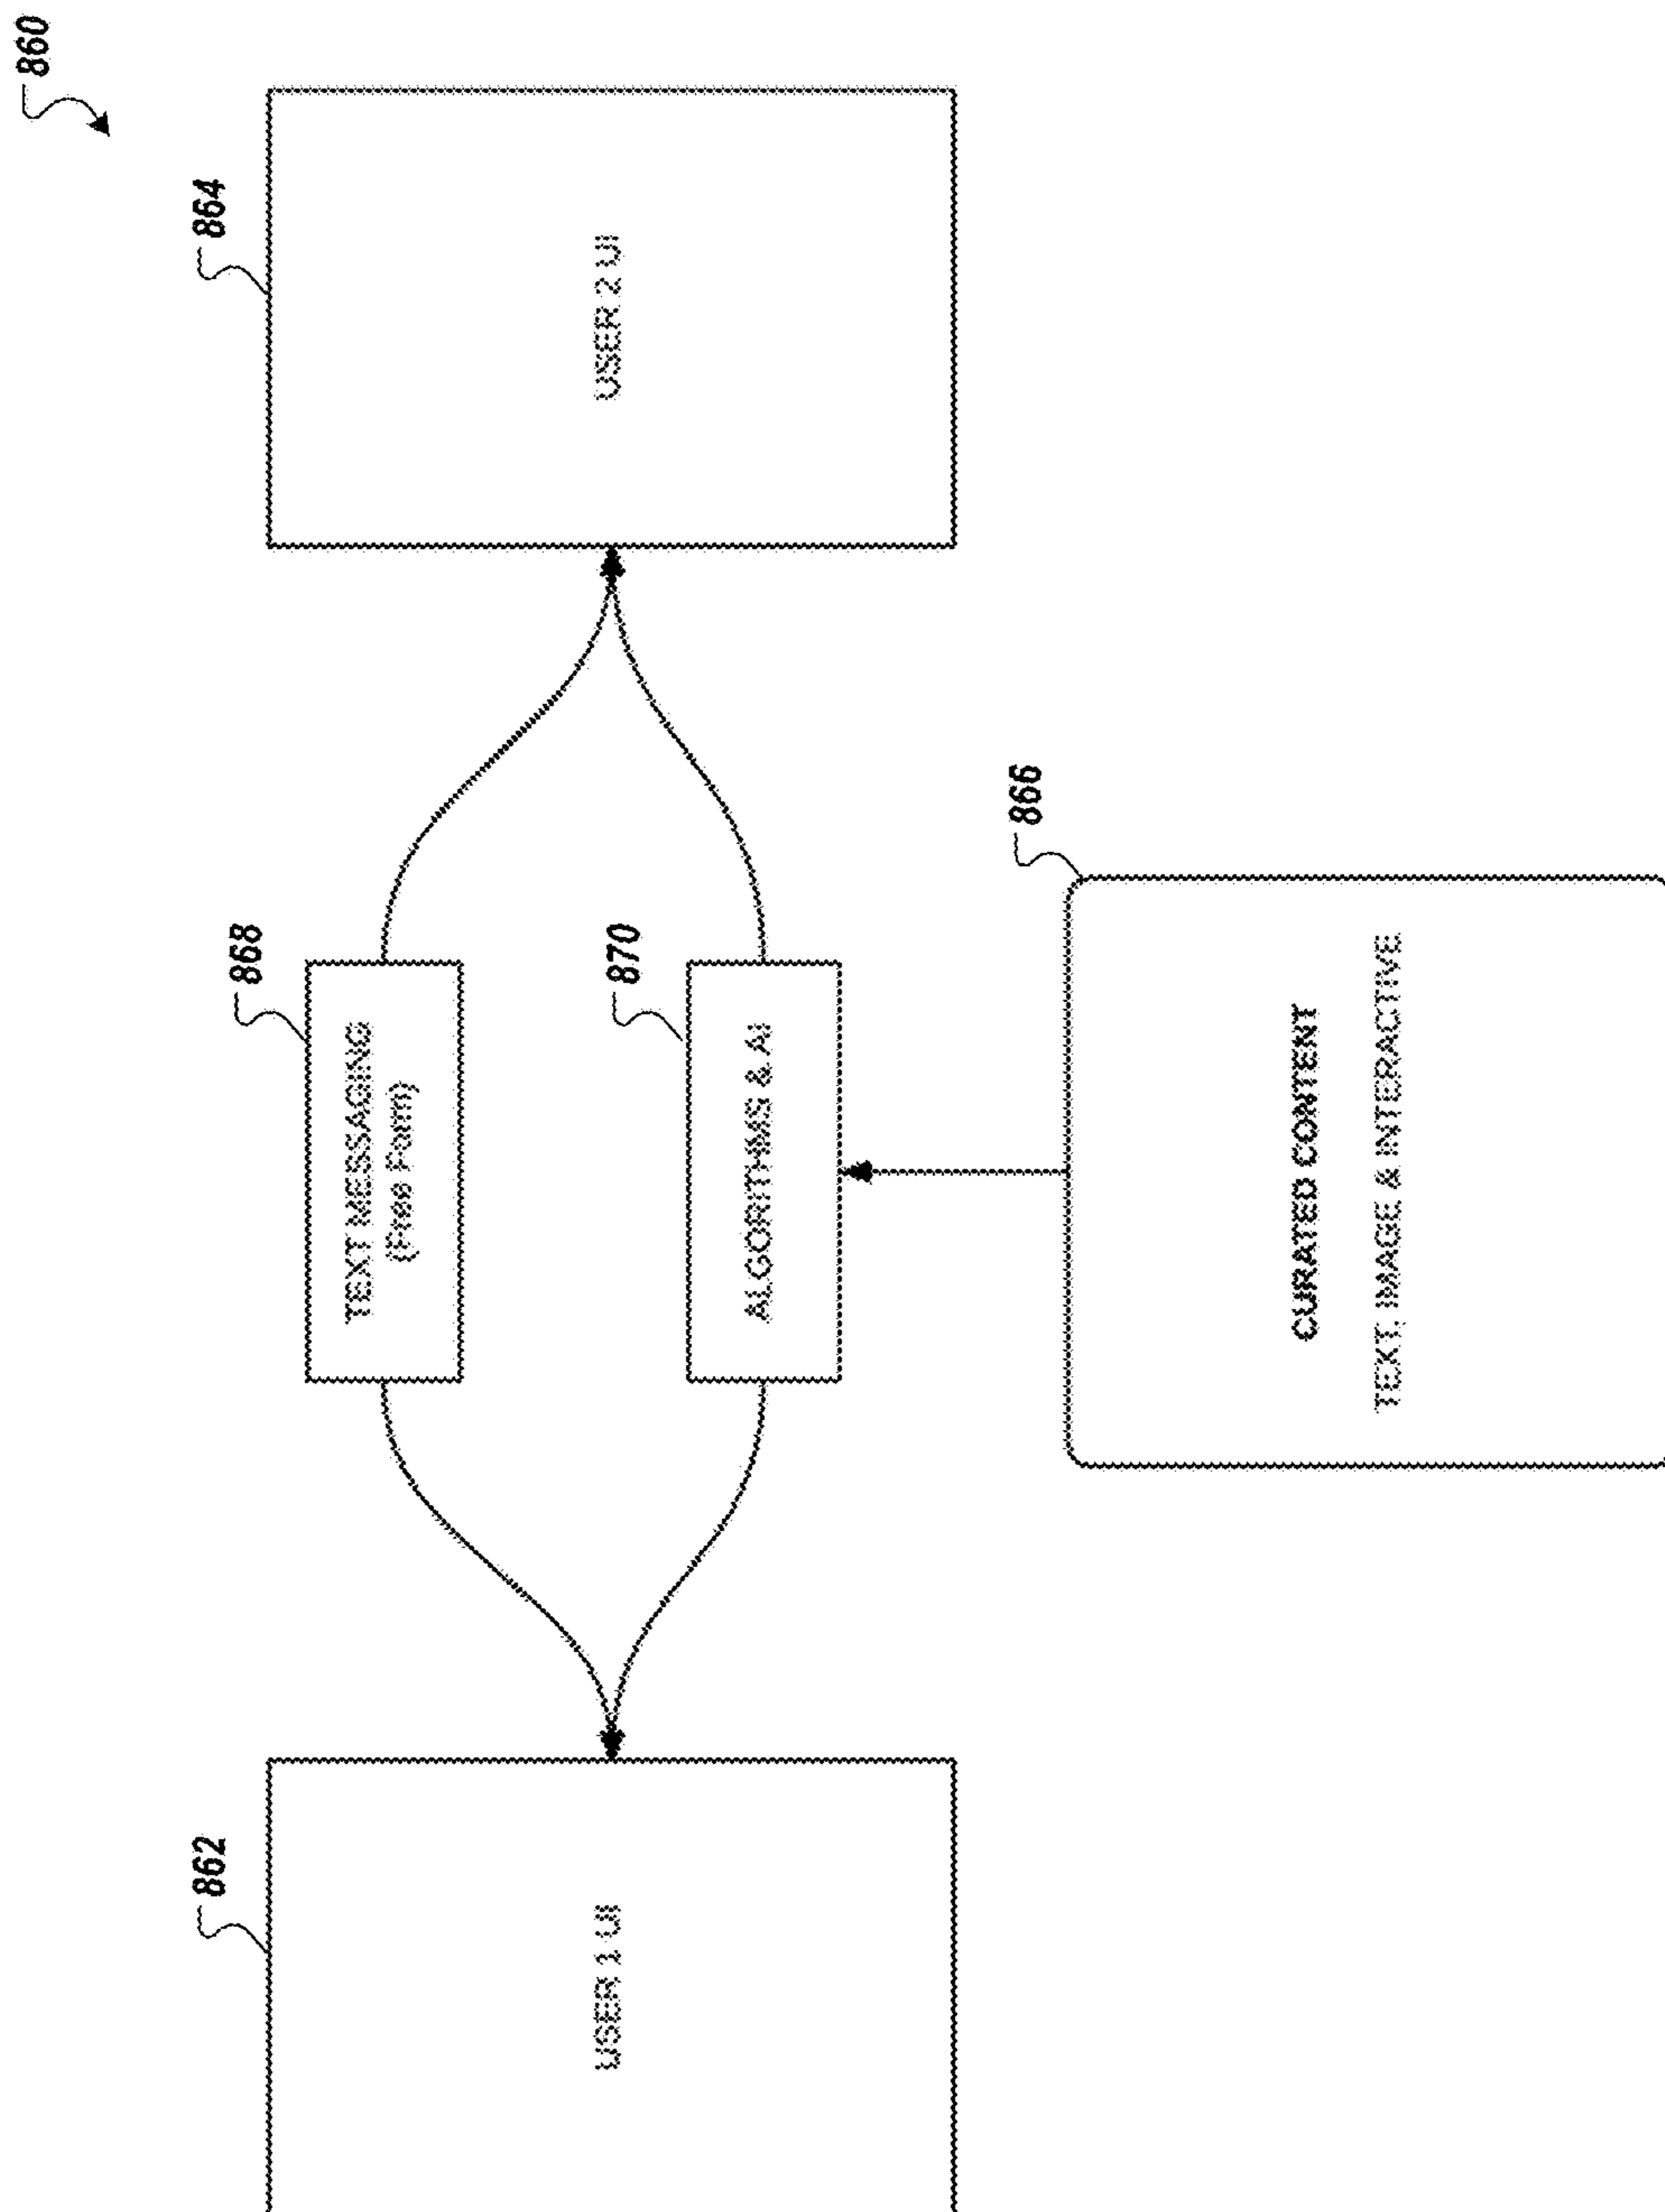 860
862
USER 1 UI
868
TEXT MESSAGING
(Free Form)
864
USER 2 UI
870
ALGORITHMS & AI
866
CURATED CONTENT
TEXT, IMAGE & INTERACTIVE